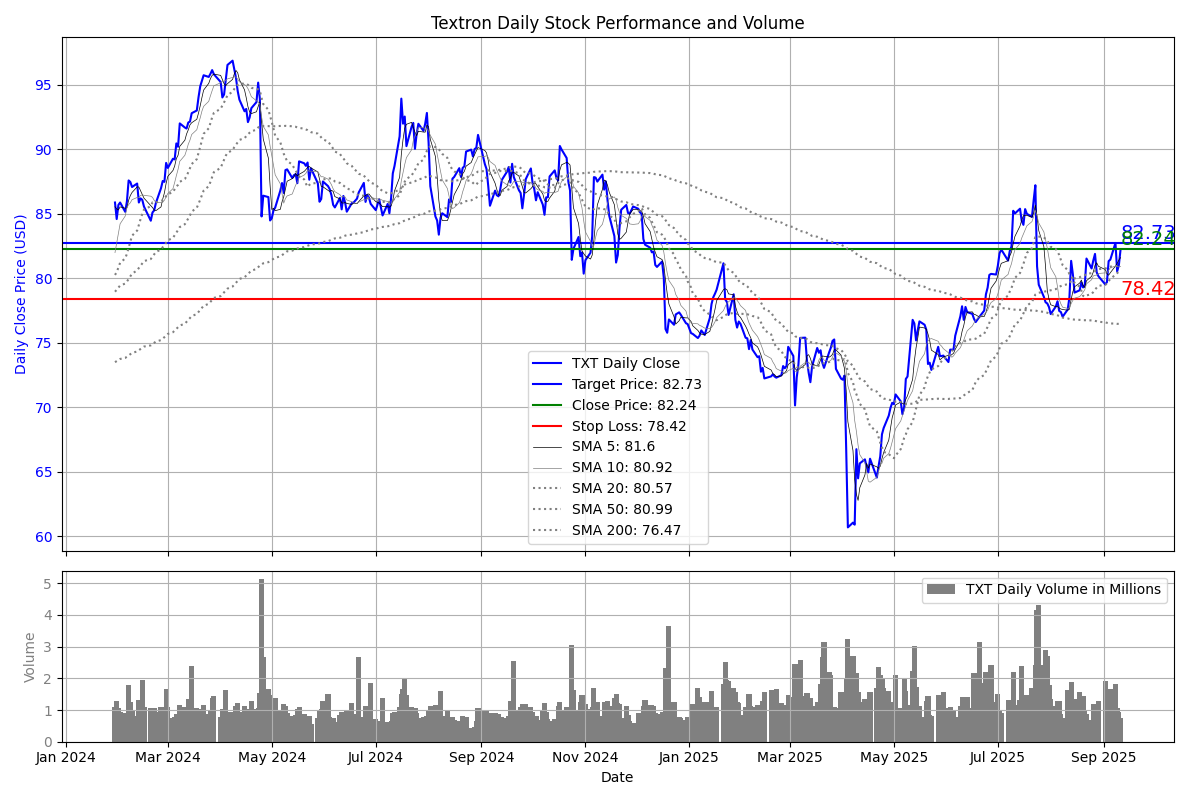 Textron Daily Stock Performance and Volume
Daily Close Price (USD)
95
90
85
80
75
70
65
60
82.73
82.24
78.42
TXT Daily Close
Target Price: 82.73
Close Price: 82.24
Stop Loss: 78.42
SMA 5: 81.6
SMA 10: 80.92
SMA 20: 80.57
SMA 50: 80.99
SMA 200: 76.47
Volume
5
4
3
2
1
0
TXT Daily Volume in Millions
Jan 2024 Mar 2024 May 2024 Jul 2024 Sep 2024 Nov 2024 Jan 2025 Mar 2025 May 2025 Jul 2025 Sep 2025
Date